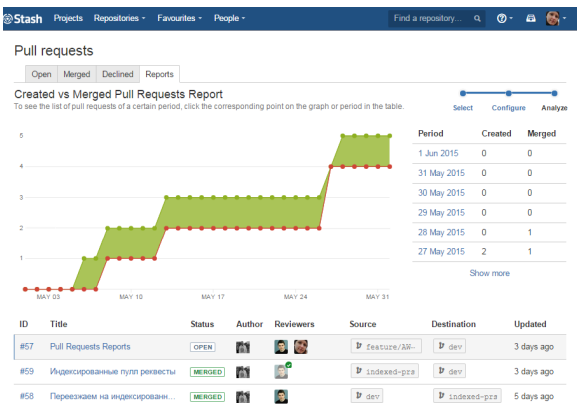 Stash Projects Repositories Favourites People Find a repository...
Pull requests
Open Merged Declined Reports
Created vs Merged Pull Requests Report
To see the list of pull requests of a certain period, click the corresponding point on the graph or period in the table.
Select Configure Analyze
5
4
3
2
1
MAY 03 MAY 10 MAY 17 MAY 24 MAY 31
Period Created Merged
1 Jun 2015 0 0
31 May 2015 0 0
30 May 2015 0 0
29 May 2015 0 0
28 May 2015 0 1
27 May 2015 2 1
Show more
ID Title Status Author Reviewers Source Destination Updated
#57 Pull Requests Reports OPEN feature/AW… dev 3 days ago
#59 Индексированные пулл реквесты MERGED indexed-prs dev 3 days ago
#58 Переезжаем на индексированн... MERGED dev indexed-prs 5 days ago